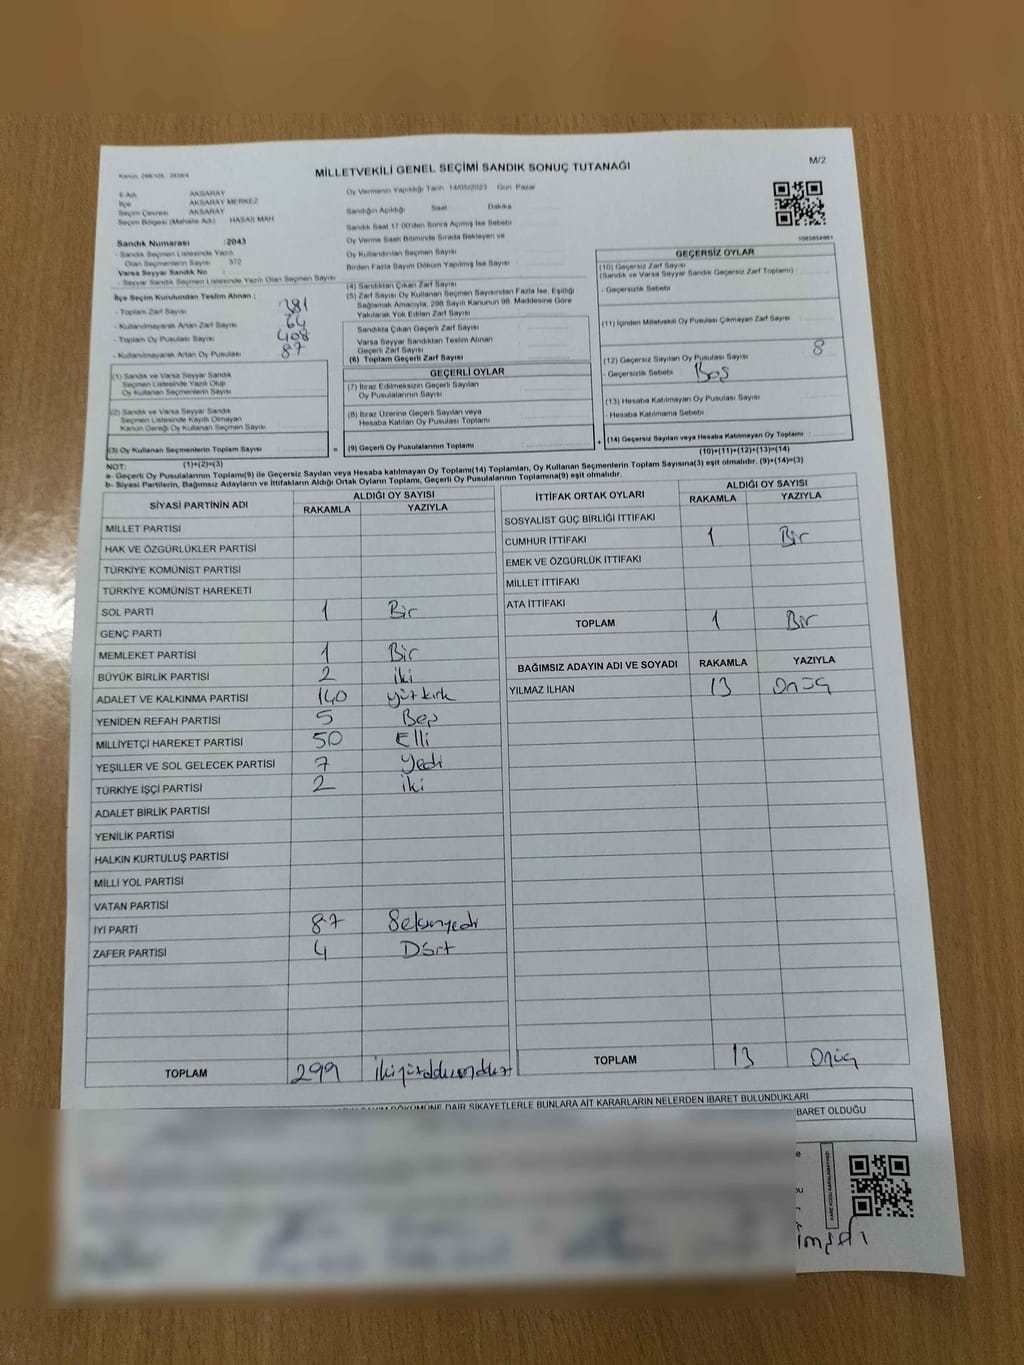 M/2
MİLLETVEKİLİ GENEL SEÇİMİ SANDIK SONUÇ TUTANAĞI
İl Adı AKSARAY
İlçe AKSARAY MERKEZ
Seçim Çevresi AKSARAY
Seçim Bölgesi (Mahalle Adı) HASAS MAH
Sandık Numarası :2043
- Sandık Seçmen Listesinde Yazılı
Olan Seçmenlerin Sayısı 372
Varsa Seyyar Sandık No :
- Seyyar Sandık Seçmen Listesinde Yazılı Olan Seçmen Sayısı
İlçe Seçim Kurulundan Teslim Alınan :
- Toplam Zarf Sayısı 381
- Kullanılmayarak Artan Zarf Sayısı 64
- Toplam Oy Pusulası Sayısı 408
- Kullanılmayarak Artan Oy Pusulası 87
(1) Sandık ve Varsa Seyyar Sandık
Seçmen Listesinde Yazılı Olup
Oy Kullanan Seçmenlerin Sayısı
(2) Sandık ve Varsa Seyyar Sandık
Seçmen Listesinde Kayıtlı Olmayan
Kanun Gereği Oy Kullanan Seçmen Sayısı
(3) Oy Kullanan Seçmenlerin Toplam Sayısı =
(1)+(2)=(3)
Oy Vermenin Yapıldığı Tarih 14/05/2023 Gün Pazar
Sandığın Açıldığı Saat Dakika
Sandık Saat 17:00'den Sonra Açmış İse Sebebi
Oy Verme Saati Bitiminde Sırada Bekleyen ve
Oy Kullandırılan Seçmen Sayısı
Birden Fazla Sayım Döküm Yapılmış İse Sayısı
(4) Sandıktan Çıkan Zarf Sayısı
(5) Zarf Sayısı Oy Kullanan Seçmen Sayısından Fazla İse, Eşitliği
Sağlamak Amacıyla, 298 Sayılı Kanunun 98. Maddesine Göre
Yakılarak Yok Edilen Zarf Sayısı
Sandıkta Çıkan Geçerli Zarf Sayısı
Varsa Seyyar Sandıktan Teslim Alınan
Geçerli Zarf Sayısı
(6) Toplam Geçerli Zarf Sayısı
GEÇERLİ OYLAR
(7) İtiraz Edilmeksizin Geçerli Sayılan
Oy Pusulalarının Sayısı
(8) İtiraz Üzerine Geçerli Sayılan veya
Hesaba Katılan Oy Pusulası Toplamı
(9) Geçerli Oy Pusulalarının Toplamı +
GEÇERSİZ OYLAR
(10) Geçersiz Zarf Sayısı
(Sandık ve Varsa Seyyar Sandık Geçersiz Zarf Toplamı)
- Geçersizlik Sebebi
(11) İçinden Milletvekili Oy Pusulası Çıkmayan Zarf Sayısı
(12) Geçersiz Sayılan Oy Pusulası Sayısı 8
- Geçersizlik Sebebi Boş
(13) Hesaba Katılmayan Oy Pusulası Sayısı
- Hesaba Katılmama Sebebi
(14) Geçersiz Sayılan veya Hesaba Katılmayan Oy Toplamı
(10)+(11)+(12)+(13)=(14)
NOT:
a- Geçerli Oy Pusulalarının Toplamı(9) ile Geçersiz Sayılan veya Hesaba katılmayan Oy Toplamı(14) Toplamları, Oy Kullanan Seçmenlerin Toplam Sayısına(3) eşit olmalıdır. (9)+(14)=(3)
b- Siyasi Partilerin, Bağımsız Adayların ve İttifakların Aldığı Ortak Oyların Toplamı, Geçerli Oy Pusulalarının Toplamına(9) eşit olmalıdır.
SİYASİ PARTİNİN ADI ALDIĞI OY SAYISI
RAKAMLA YAZIYLA
MİLLET PARTİSİ
HAK VE ÖZGÜRLÜKLER PARTİSİ
TÜRKİYE KOMÜNİST PARTİSİ
TÜRKİYE KOMÜNİST HAREKETİ
SOL PARTİ 1 Bir
GENÇ PARTİ
MEMLEKET PARTİSİ 1 Bir
BÜYÜK BİRLİK PARTİSİ 2 iki
ADALET VE KALKINMA PARTİSİ 140 yüz kırk
YENİDEN REFAH PARTİSİ 5 Beş
MİLLİYETÇİ HAREKET PARTİSİ 50 Elli
YEŞİLLER VE SOL GELECEK PARTİSİ 7 Yedi
TÜRKİYE İŞÇİ PARTİSİ 2 iki
ADALET BİRLİK PARTİSİ
YENİLİK PARTİSİ
HALKIN KURTULUŞ PARTİSİ
MİLLİ YOL PARTİSİ
VATAN PARTİSİ
İYİ PARTİ 87 Seksenyedi
ZAFER PARTİSİ 4 Dört
TOPLAM 299
İTTİFAK ORTAK OYLARI ALDIĞI OY SAYISI
RAKAMLA YAZIYLA
SOSYALİST GÜÇ BİRLİĞİ İTTİFAKI
CUMHUR İTTİFAKI 1 Bir
EMEK VE ÖZGÜRLÜK İTTİFAKI
MİLLET İTTİFAKI
ATA İTTİFAKI
TOPLAM 1 Bir
BAĞIMSIZ ADAYIN ADI VE SOYADI RAKAMLA YAZIYLA
YILMAZ İLHAN 13 Onüç
TOPLAM 13 Onüç
DÖKÜMÜNE DAİR ŞİKAYETLERLE BUNLARA AİT KARARLARIN NELERDEN İBARET BULUNDUKLARI
BARET OLDUĞU